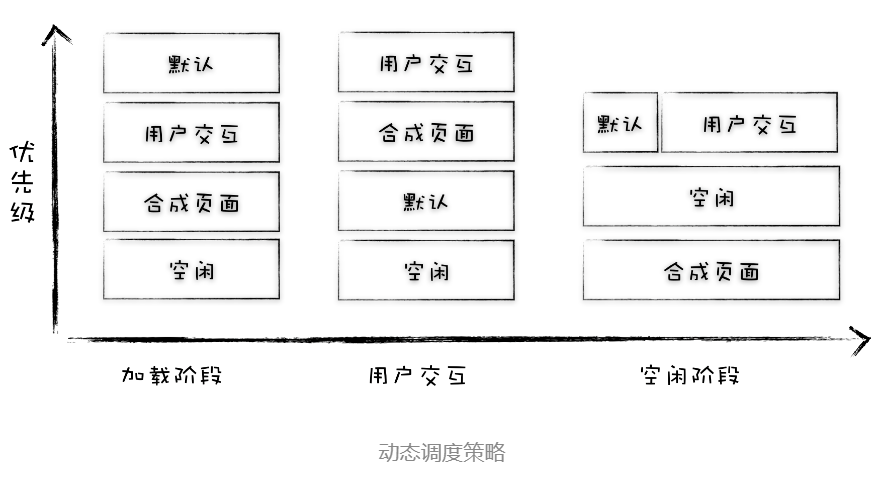 优先级
默认
用户交互
合成页面
空闲
用户交互
合成页面
默认
空闲
默认
用户交互
空闲
合成页面
加载阶段
用户交互
空闲阶段
动态调度策略